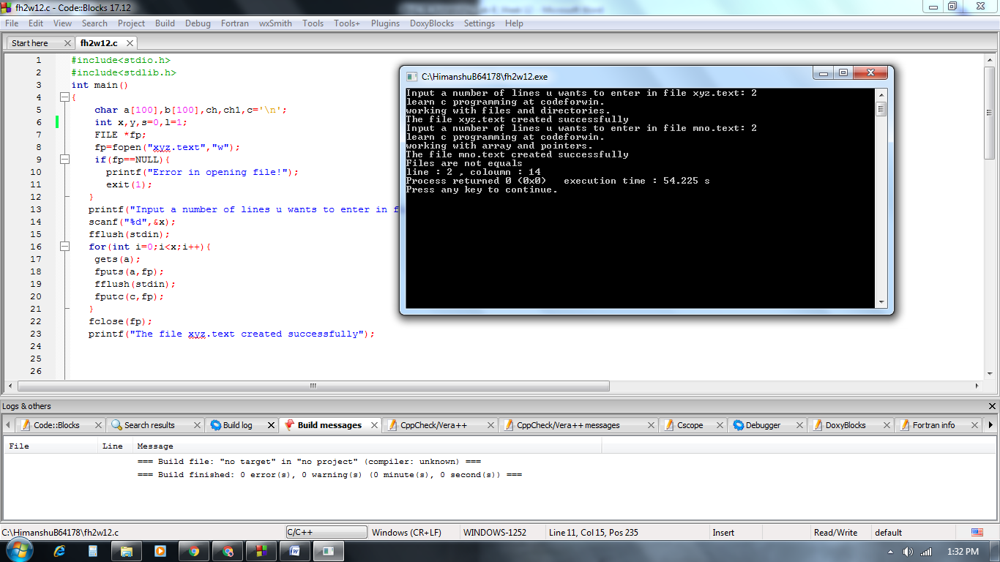 fh2w12.c - Code::Blocks 17.12
File Edit View Search Project Build Debug Fortran wxSmith Tools Tools+ Plugins DoxyBlocks Settings Help
Start here fh2w12.c
1 #include<stdio.h>
2 #include<stdlib.h>
3 int main()
4 {
5 char a[100],b[100],ch,ch1,c='\n';
6 int x,y,s=0,l=1;
7 FILE *fp;
8 fp=fopen("xyz.text","w");
9 if(fp==NULL){
10 printf("Error in opening file!");
11 exit(1);
12 }
13 printf("Input a number of lines u wants to enter in f
14 scanf("%d",&x);
15 fflush(stdin);
16 for(int i=0;i<x;i++){
17 gets(a);
18 fputs(a,fp);
19 fflush(stdin);
20 fputc(c,fp);
21 }
22 fclose(fp);
23 printf("The file xyz.text created successfully");
24
25
26
C:\HimanshuB64178\fh2w12.exe
Input a number of lines u wants to enter in file xyz.text: 2
learn c programming at codeforwin.
working with files and directories.
The file xyz.text created successfully
Input a number of lines u wants to enter in file mno.text: 2
learn c programming at codeforwin.
working with array and pointers.
The file mno.text created successfully
Files are not equals
line : 2 , coloumn : 14
Process returned 0 (0x0) execution time : 54.225 s
Press any key to continue.
Logs & others
Code::Blocks Search results Build log Build messages CppCheck/Vera++ CppCheck/Vera++ messages Cscope Debugger DoxyBlocks Fortran info
File Line Message
=== Build file: "no target" in "no project" (compiler: unknown) ===
=== Build finished: 0 error(s), 0 warning(s) (0 minute(s), 0 second(s)) ===
C:\HimanshuB64178\fh2w12.c C/C++ Windows (CR+LF) WINDOWS-1252 Line 11, Col 15, Pos 235 Insert Read/Write default
1:32 PM